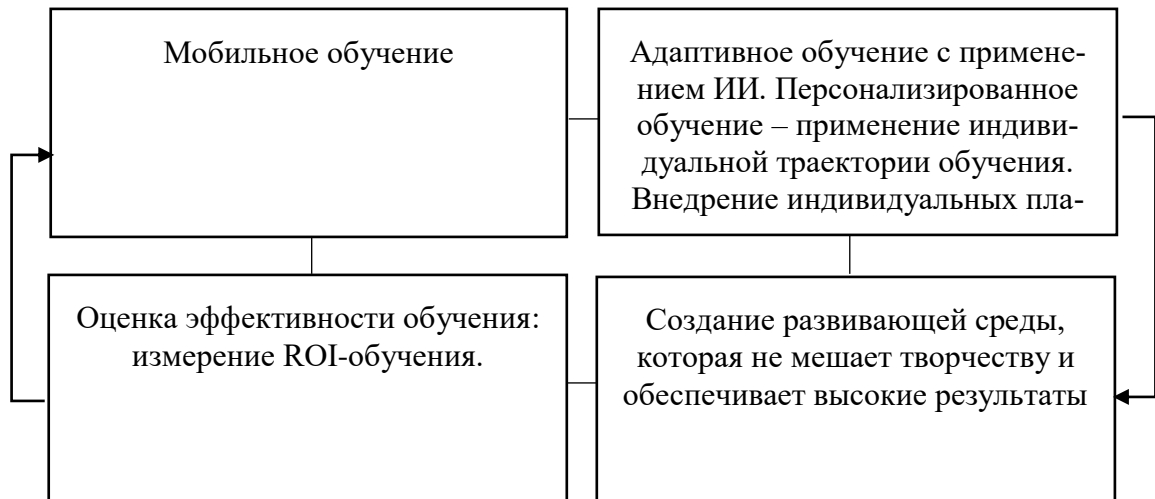 Мобильное обучение
Адаптивное обучение с примене-
нием ИИ. Персонализированное
обучение – применение индиви-
дуальной траектории обучения.
Внедрение индивидуальных пла-
Оценка эффективности обучения:
измерение ROI-обучения.
Создание развивающей среды,
которая не мешает творчеству и
обеспечивает высокие результаты